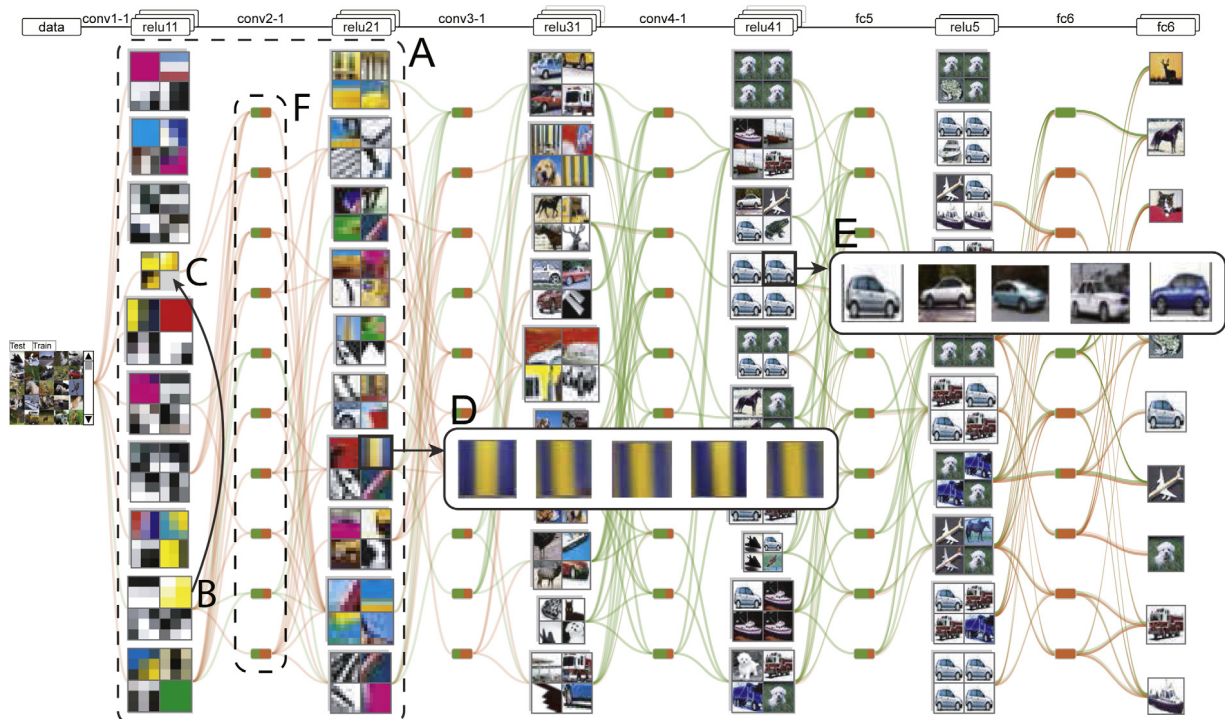 data conv1-1 relu11 conv2-1 relu21 conv3-1 relu31 conv4-1 relu41 fc5 relu5 fc6 fc6
A
F
C
E
Test Train
D
B